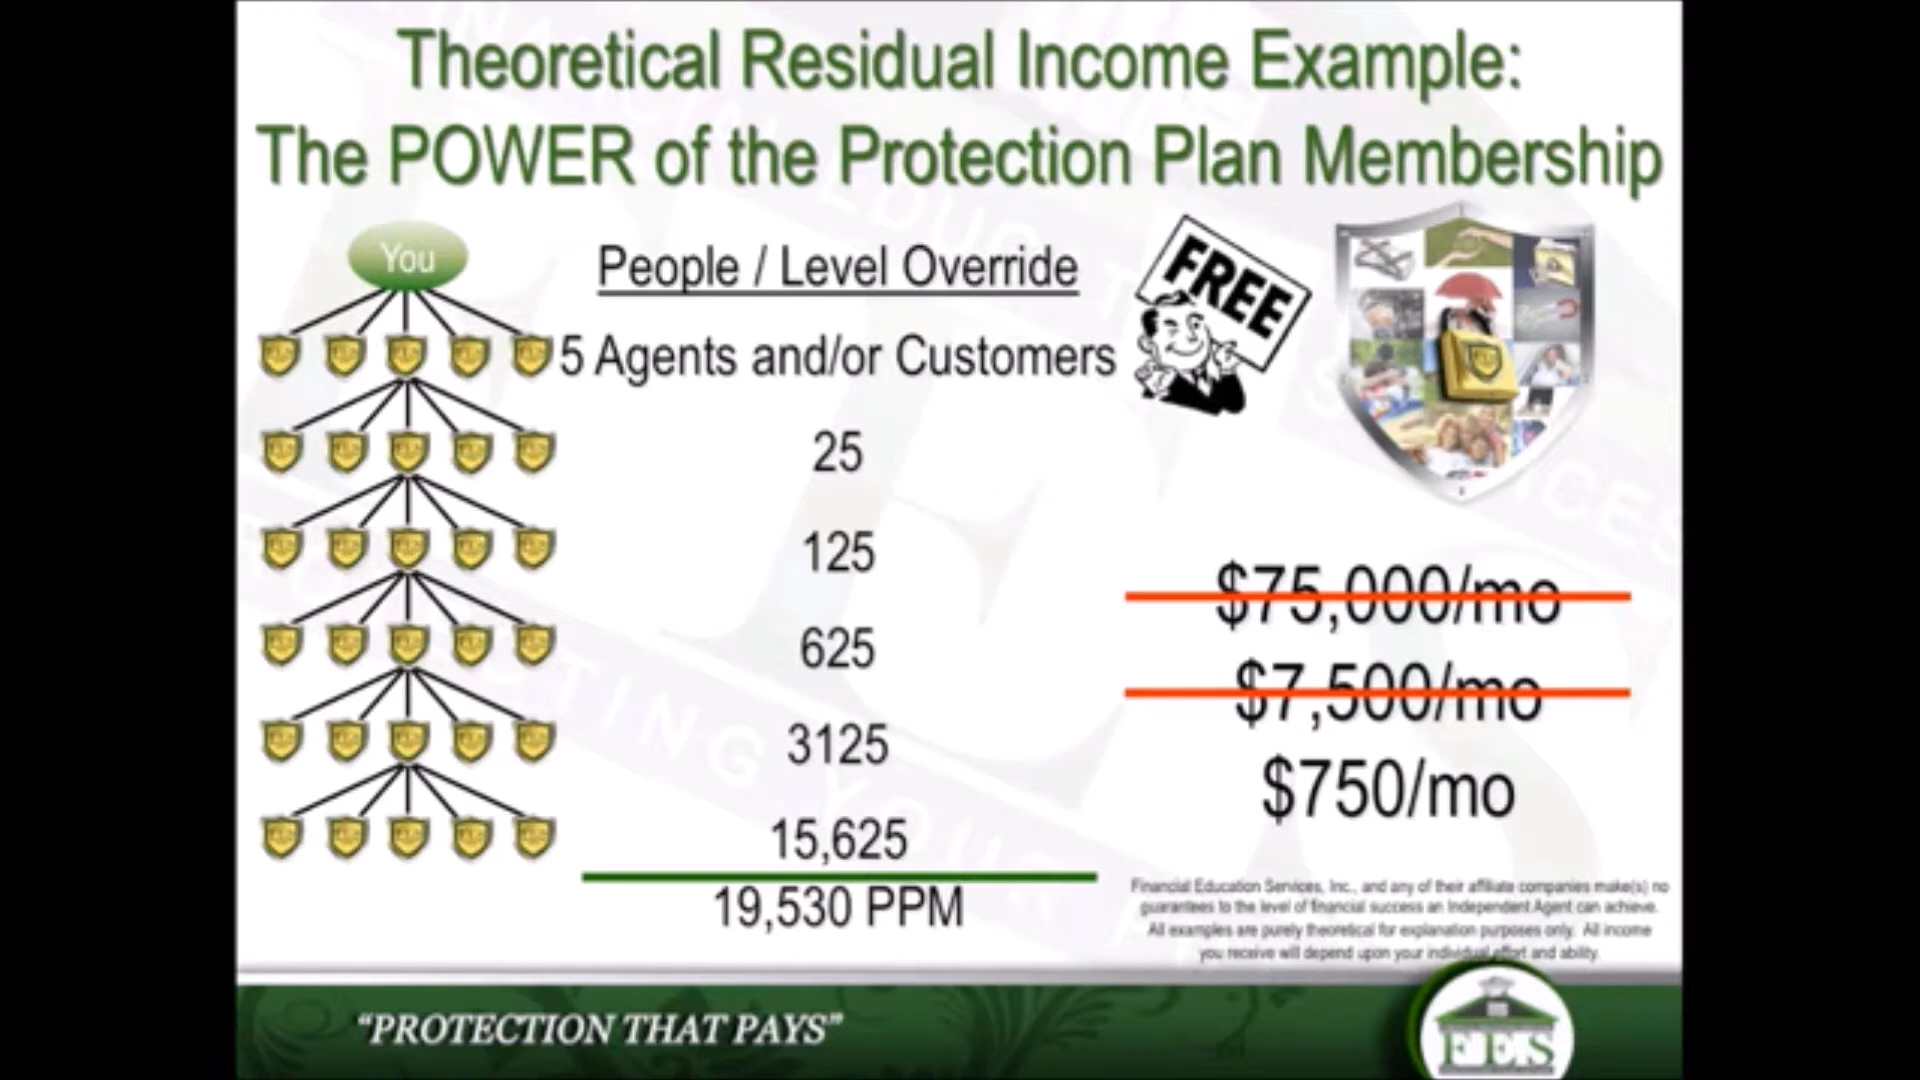 Theoretical Residual Income Example:
The POWER of the Protection Plan Membership
You
People / Level Override
FREE
5 Agents and/or Customers
25
125
$75,000/mo
625
$7,500/mo
3125
$750/mo
15,625
19,530 PPM
Financial Education Services, Inc., and any of their affiliate companies make(s) no
guarantees to the level of financial success an Independent Agent can achieve.
All examples are purely theoretical for explanation purposes only. All income
you receive will depend upon your individual effort and ability.
“PROTECTION THAT PAYS”
FES